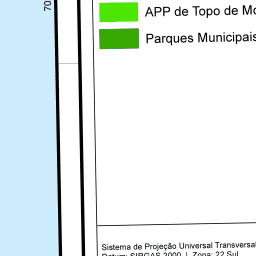 70
APP de Topo de Mo
Parques Municipais
Sistema de Projeção Universal Transversal
Datum: SIRGAS 2000 | Zona: 22 Sul